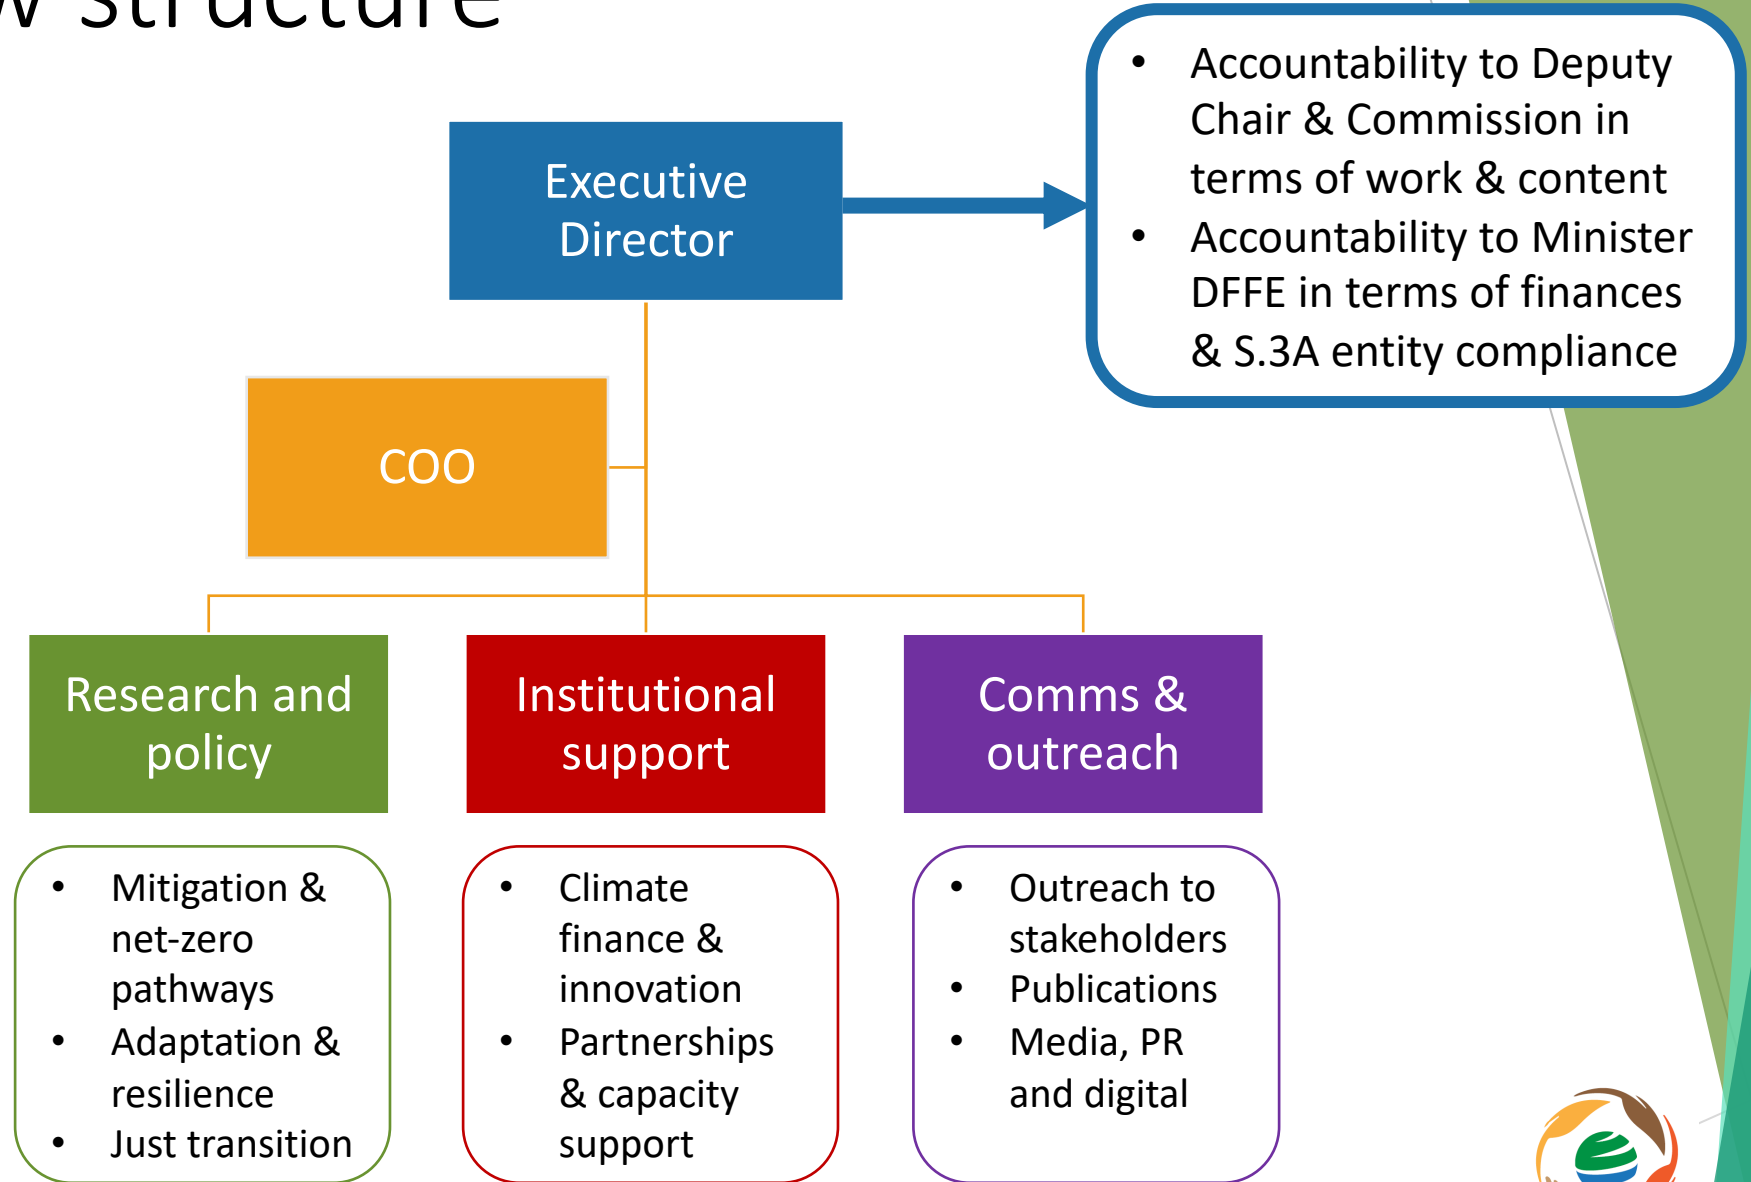 structure
• Accountability to Deputy
Chair & Commission in
terms of work & content
• Accountability to Minister
DFFE in terms of finances
& S.3A entity compliance
Executive
Director
COO
Research and
policy
Institutional
support
Comms &
outreach
• Mitigation &
net-zero
pathways
• Adaptation &
resilience
• Just transition
• Climate
finance &
innovation
• Partnerships
& capacity
support
• Outreach to
stakeholders
• Publications
• Media, PR
and digital